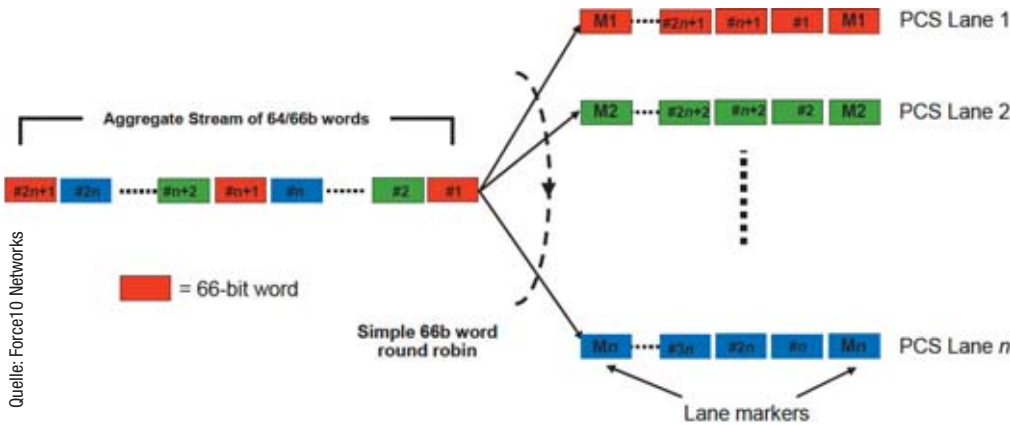 M1 #2n+1 #n+1 #1 M1 PCS Lane 1
M2 #2n+2 #n+2 #2 M2 PCS Lane 2
Aggregate Stream of 64/66b words
#2n+1 #2n #n+2 #n+1 #n #2 #1
= 66-bit word
Simple 66b word
round robin
Mn #3n #2n #n Mn PCS Lane n
Lane markers
Quelle: Force10 Networks